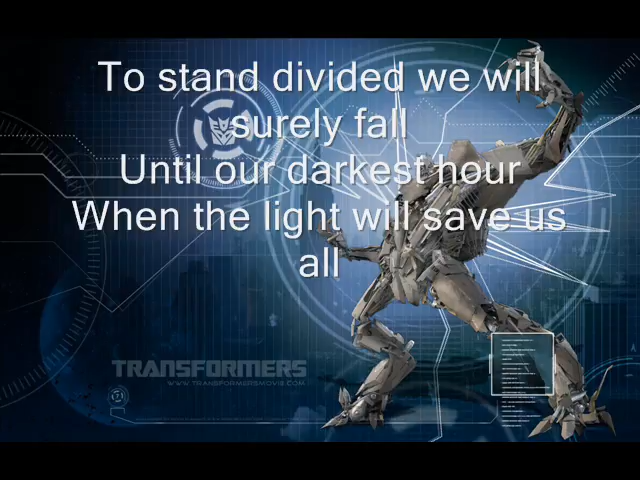 To stand divided we will
surely fall
Until our darkest hour
When the light will save us
all
TRANSFORMERS
WWW.TRANSFORMERSMOVIE.COM